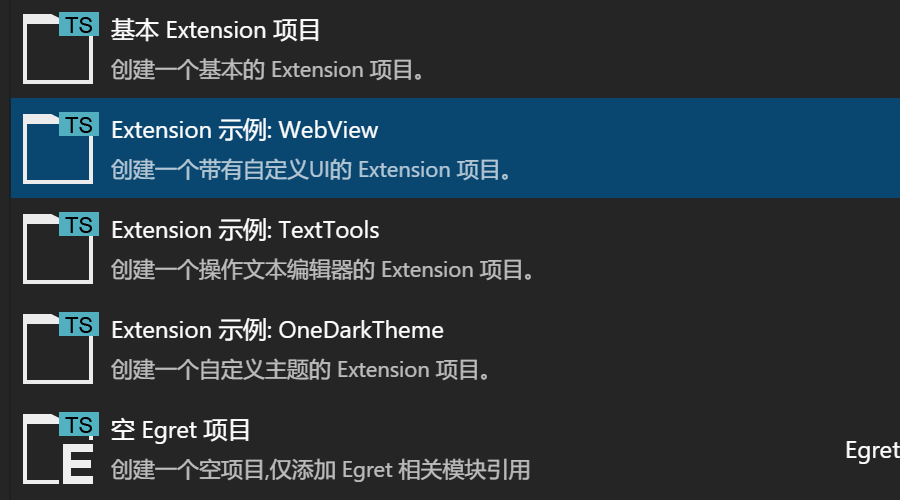 TS
基本 Extension 项目
创建一个基本的 Extension 项目。
TS
Extension 示例: WebView
创建一个带有自定义UI的 Extension 项目。
TS
Extension 示例: TextTools
创建一个操作文本编辑器的 Extension 项目。
TS
Extension 示例: OneDarkTheme
创建一个自定义主题的 Extension 项目。
TS
E
空 Egret 项目
创建一个空项目,仅添加 Egret 相关模块引用
Egret